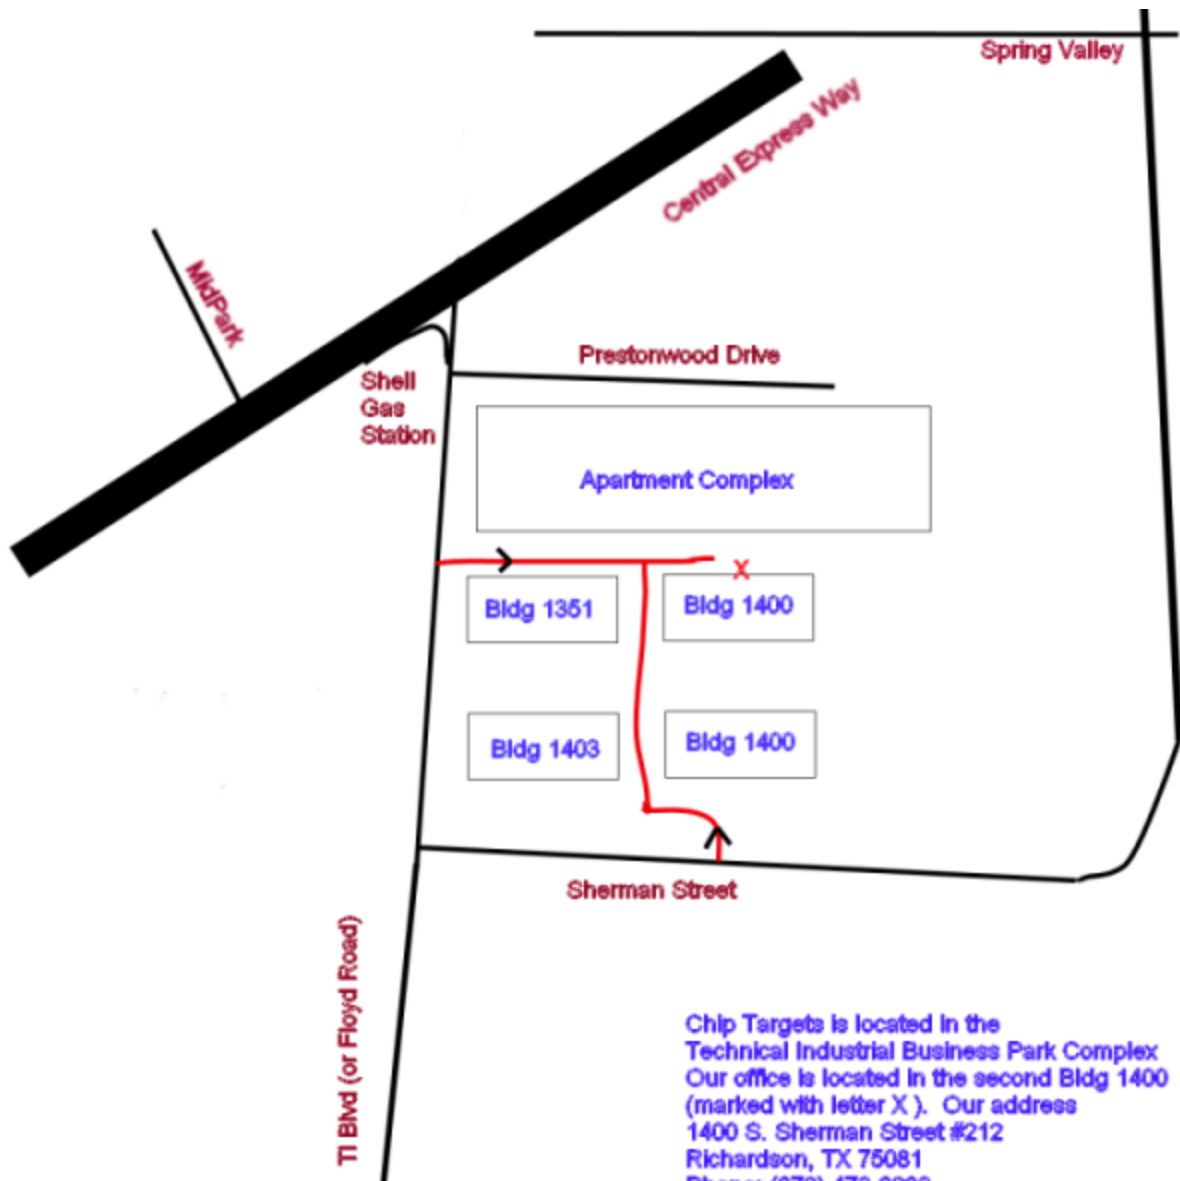 Spring Valley
Central Express Way
MidPark
Prestonwood Drive
Shell
Gas
Station
Apartment Complex
X
Bldg 1351
Bldg 1400
Bldg 1403
Bldg 1400
Sherman Street
TI Blvd (or Floyd Road)
Chip Targets is located in the
Technical Industrial Business Park Complex
Our office is located in the second Bldg 1400
(marked with letter X ). Our address
1400 S. Sherman Street #212
Richardson, TX 75081